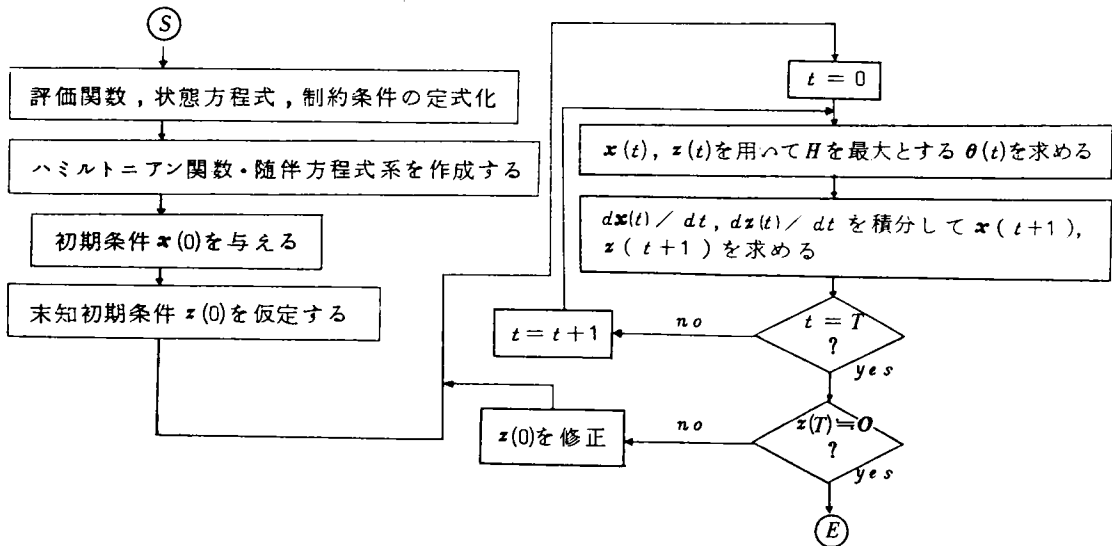 S
評価関数,状態方程式,制約条件の定式化
ハミルトニアン関数・随伴方程式系を作成する
初期条件 x(0)を与える
末知初期条件 z(0)を仮定する
t = 0
x(t), z(t)を用いてHを最大とする θ(t)を求める
dx(t) / dt, dz(t) / dt を積分して x(t+1),
z(t+1)を求める
t = T
?
no
t = t+1
yes
z(T)≒O
?
no
z(0)を修正
yes
E